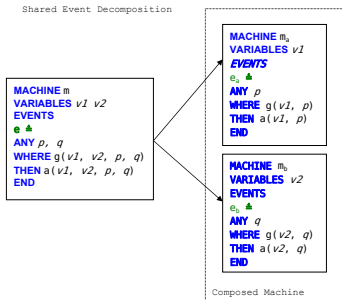 Shared Event Decomposition
MACHINE m
VARIABLES v1 v2
EVENTS
e ≙
ANY p, q
WHERE g(v1, v2, p, q)
THEN a(v1, v2, p, q)
END
MACHINE mₐ
VARIABLES v1
EVENTS
eₐ ≙
ANY p
WHERE g(v1, p)
THEN a(v1, p)
END
MACHINE m_b
VARIABLES v2
EVENTS
e_b ≙
ANY q
WHERE g(v2, q)
THEN a(v2, q)
END
Composed Machine